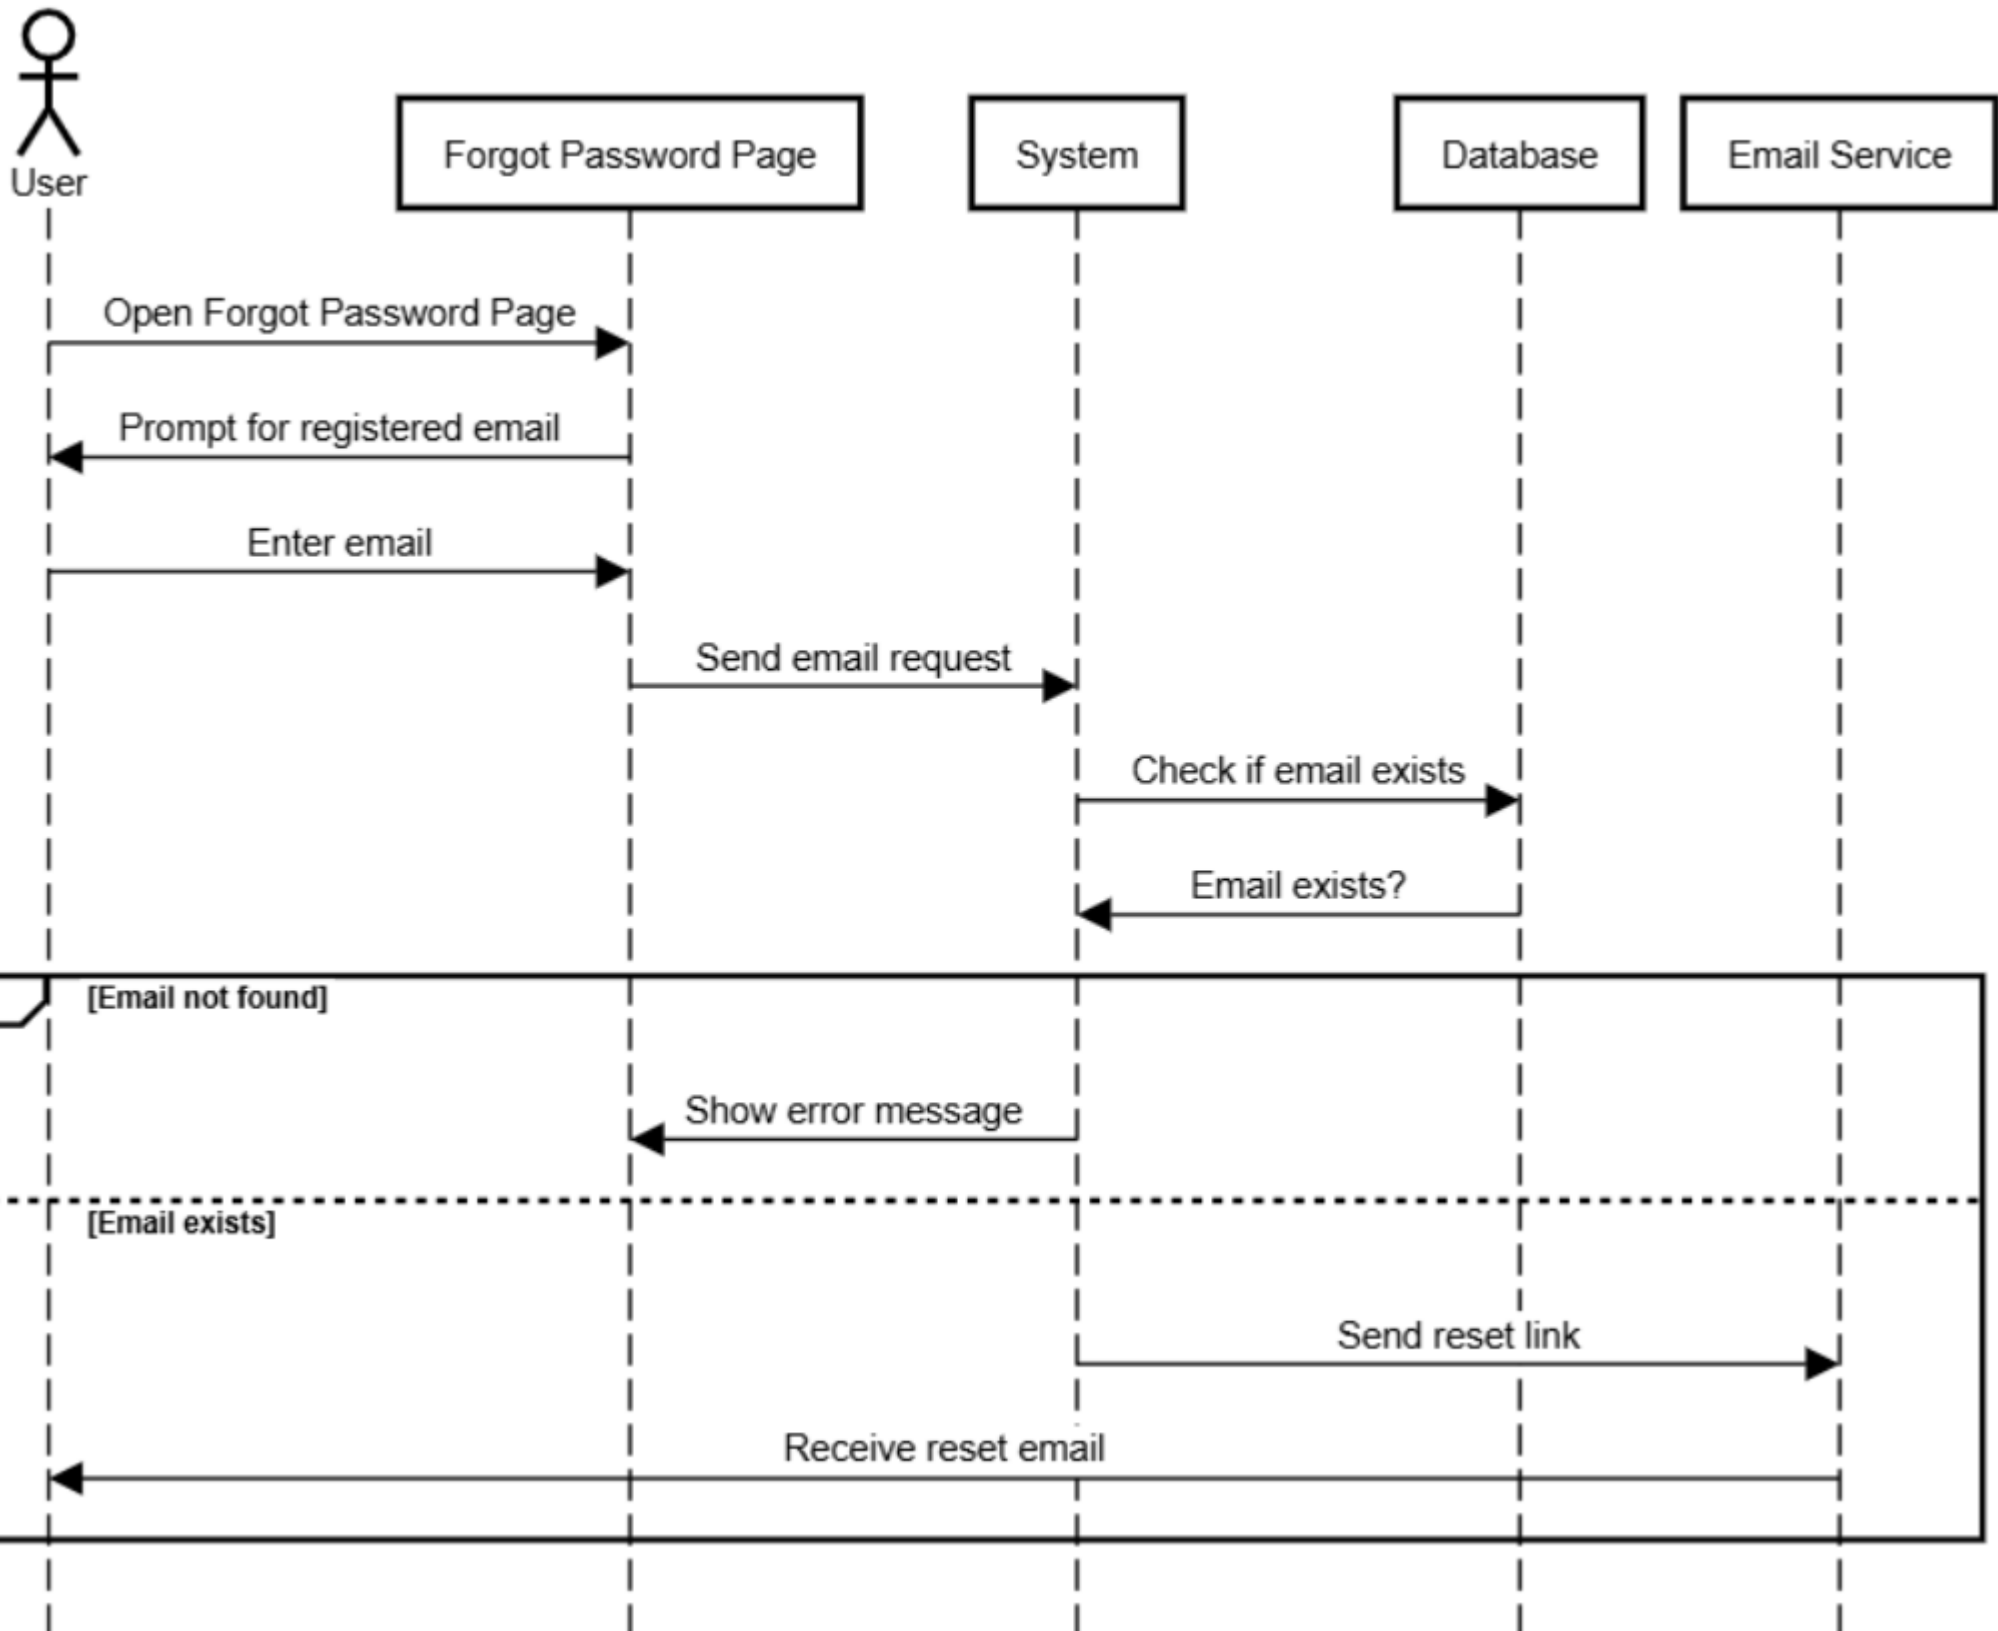 User
Forgot Password Page
System
Database
Email Service
Open Forgot Password Page
Prompt for registered email
Enter email
Send email request
Check if email exists
Email exists?
[Email not found]
Show error message
[Email exists]
Send reset link
Receive reset email